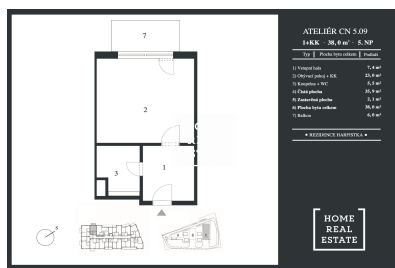 7
2
3
1
S
ATELIÉR CN 5.09
1+KK · 38,0 m² · 5. NP
Typ | Plocha bytu celkem | Podlaží
1) Vstupní hala 7,4 m²
2) Obývací pokoj + KK 23,0 m²
3) Koupelna + WC 5,5 m²
4) Čistá plocha 35,9 m²
5) Zastavěná plocha 2,1 m²
6) Plocha bytu celkem 38,0 m²
7) Balkon 6,0 m²
● REZIDENCE HARFISTKA ●
HOME
REAL
ESTATE